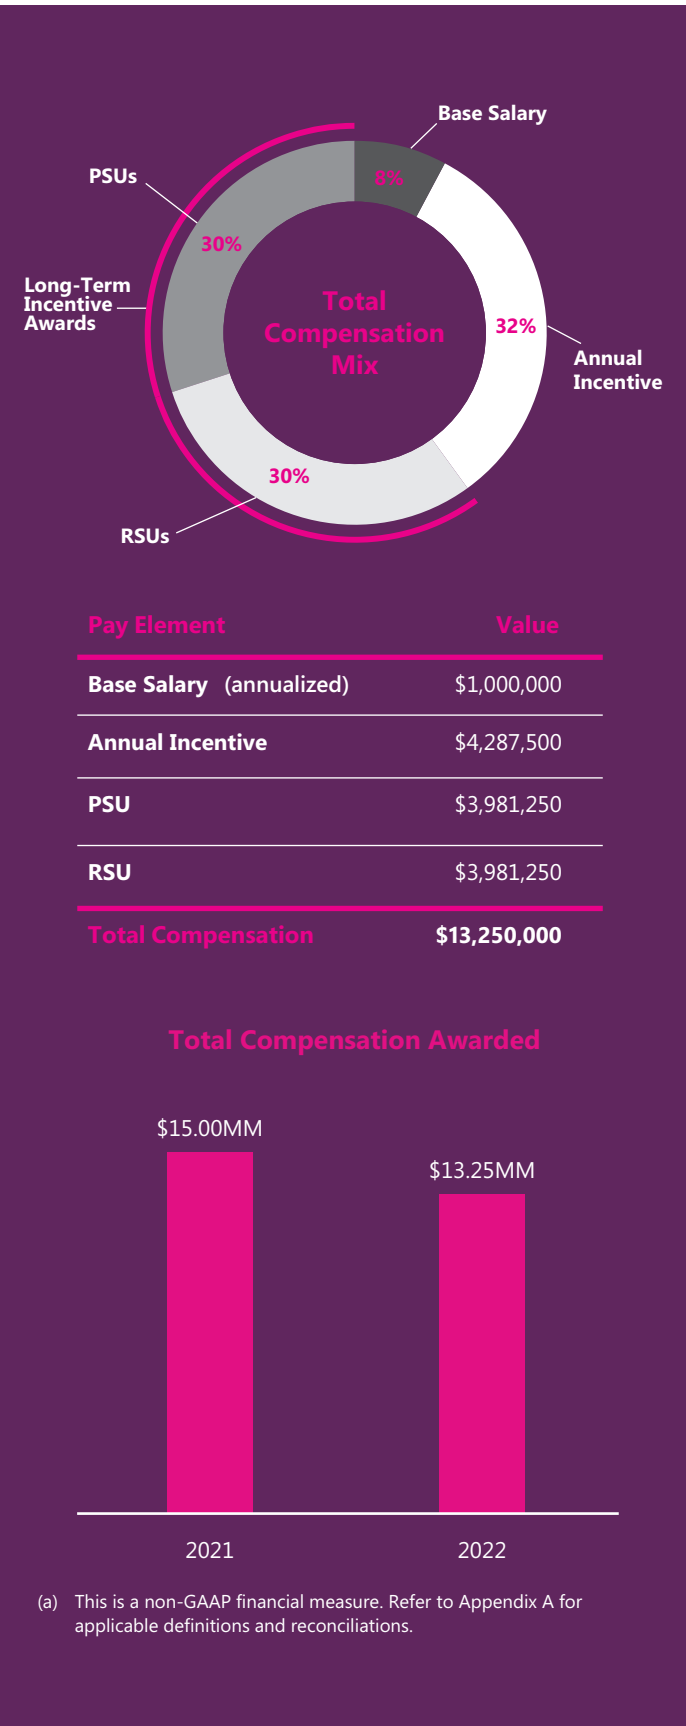 Base Salary
8%
PSUs
30%
Long-Term
Incentive
Awards
Total
Compensation
Mix
32%
Annual
Incentive
30%
RSUs
Pay Element Value
Base Salary (annualized) $1,000,000
Annual Incentive $4,287,500
PSU $3,981,250
RSU $3,981,250
Total Compensation $13,250,000
Total Compensation Awarded
$15.00MM
$13.25MM
2021 2022
(a) This is a non-GAAP financial measure. Refer to Appendix A for
applicable definitions and reconciliations.